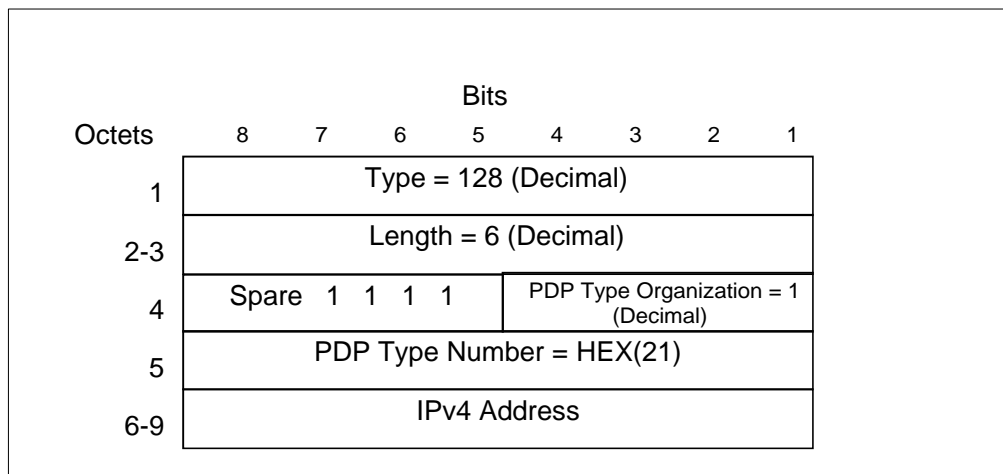 Bits
Octets 8 7 6 5 4 3 2 1
1 Type = 128 (Decimal)
2-3 Length = 6 (Decimal)
4 Spare 1 1 1 1 PDP Type Organization = 1
(Decimal)
5 PDP Type Number = HEX(21)
6-9 IPv4 Address